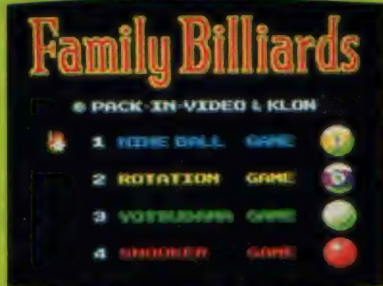 Family Billiards
© PACK-IN-VIDEO & KLON
1 NINE BALL GAME
2 ROTATION GAME
3 YOTSUDAMA GAME
4 SNOOKER GAME